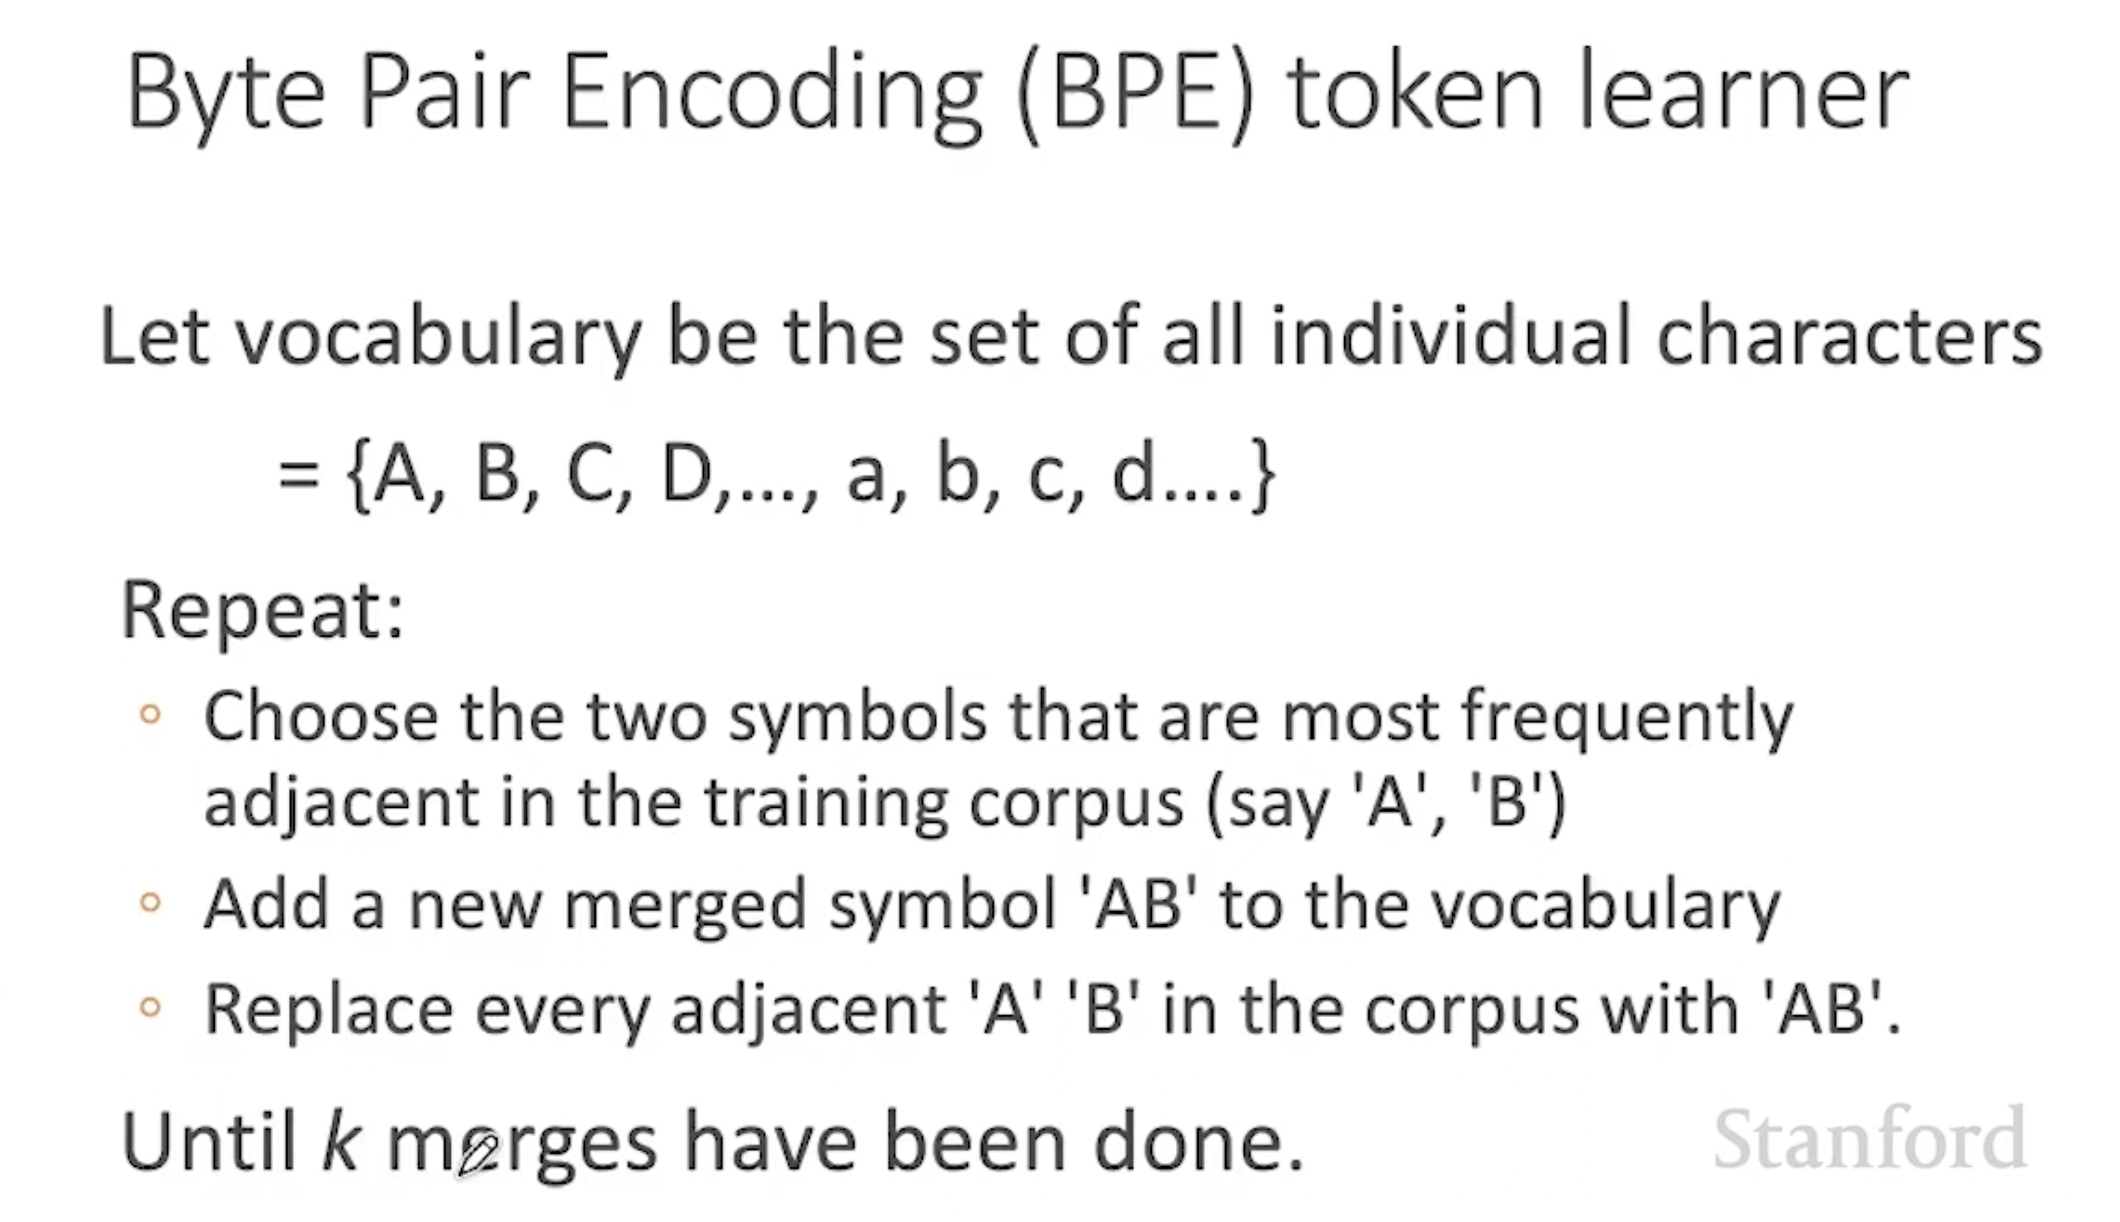 Byte Pair Encoding (BPE) token learner
Let vocabulary be the set of all individual characters
= {A, B, C, D,…, a, b, c, d….}
Repeat:
◦ Choose the two symbols that are most frequently
adjacent in the training corpus (say 'A', 'B')
◦ Add a new merged symbol 'AB' to the vocabulary
◦ Replace every adjacent 'A' 'B' in the corpus with 'AB'.
Until k merges have been done.
Stanford